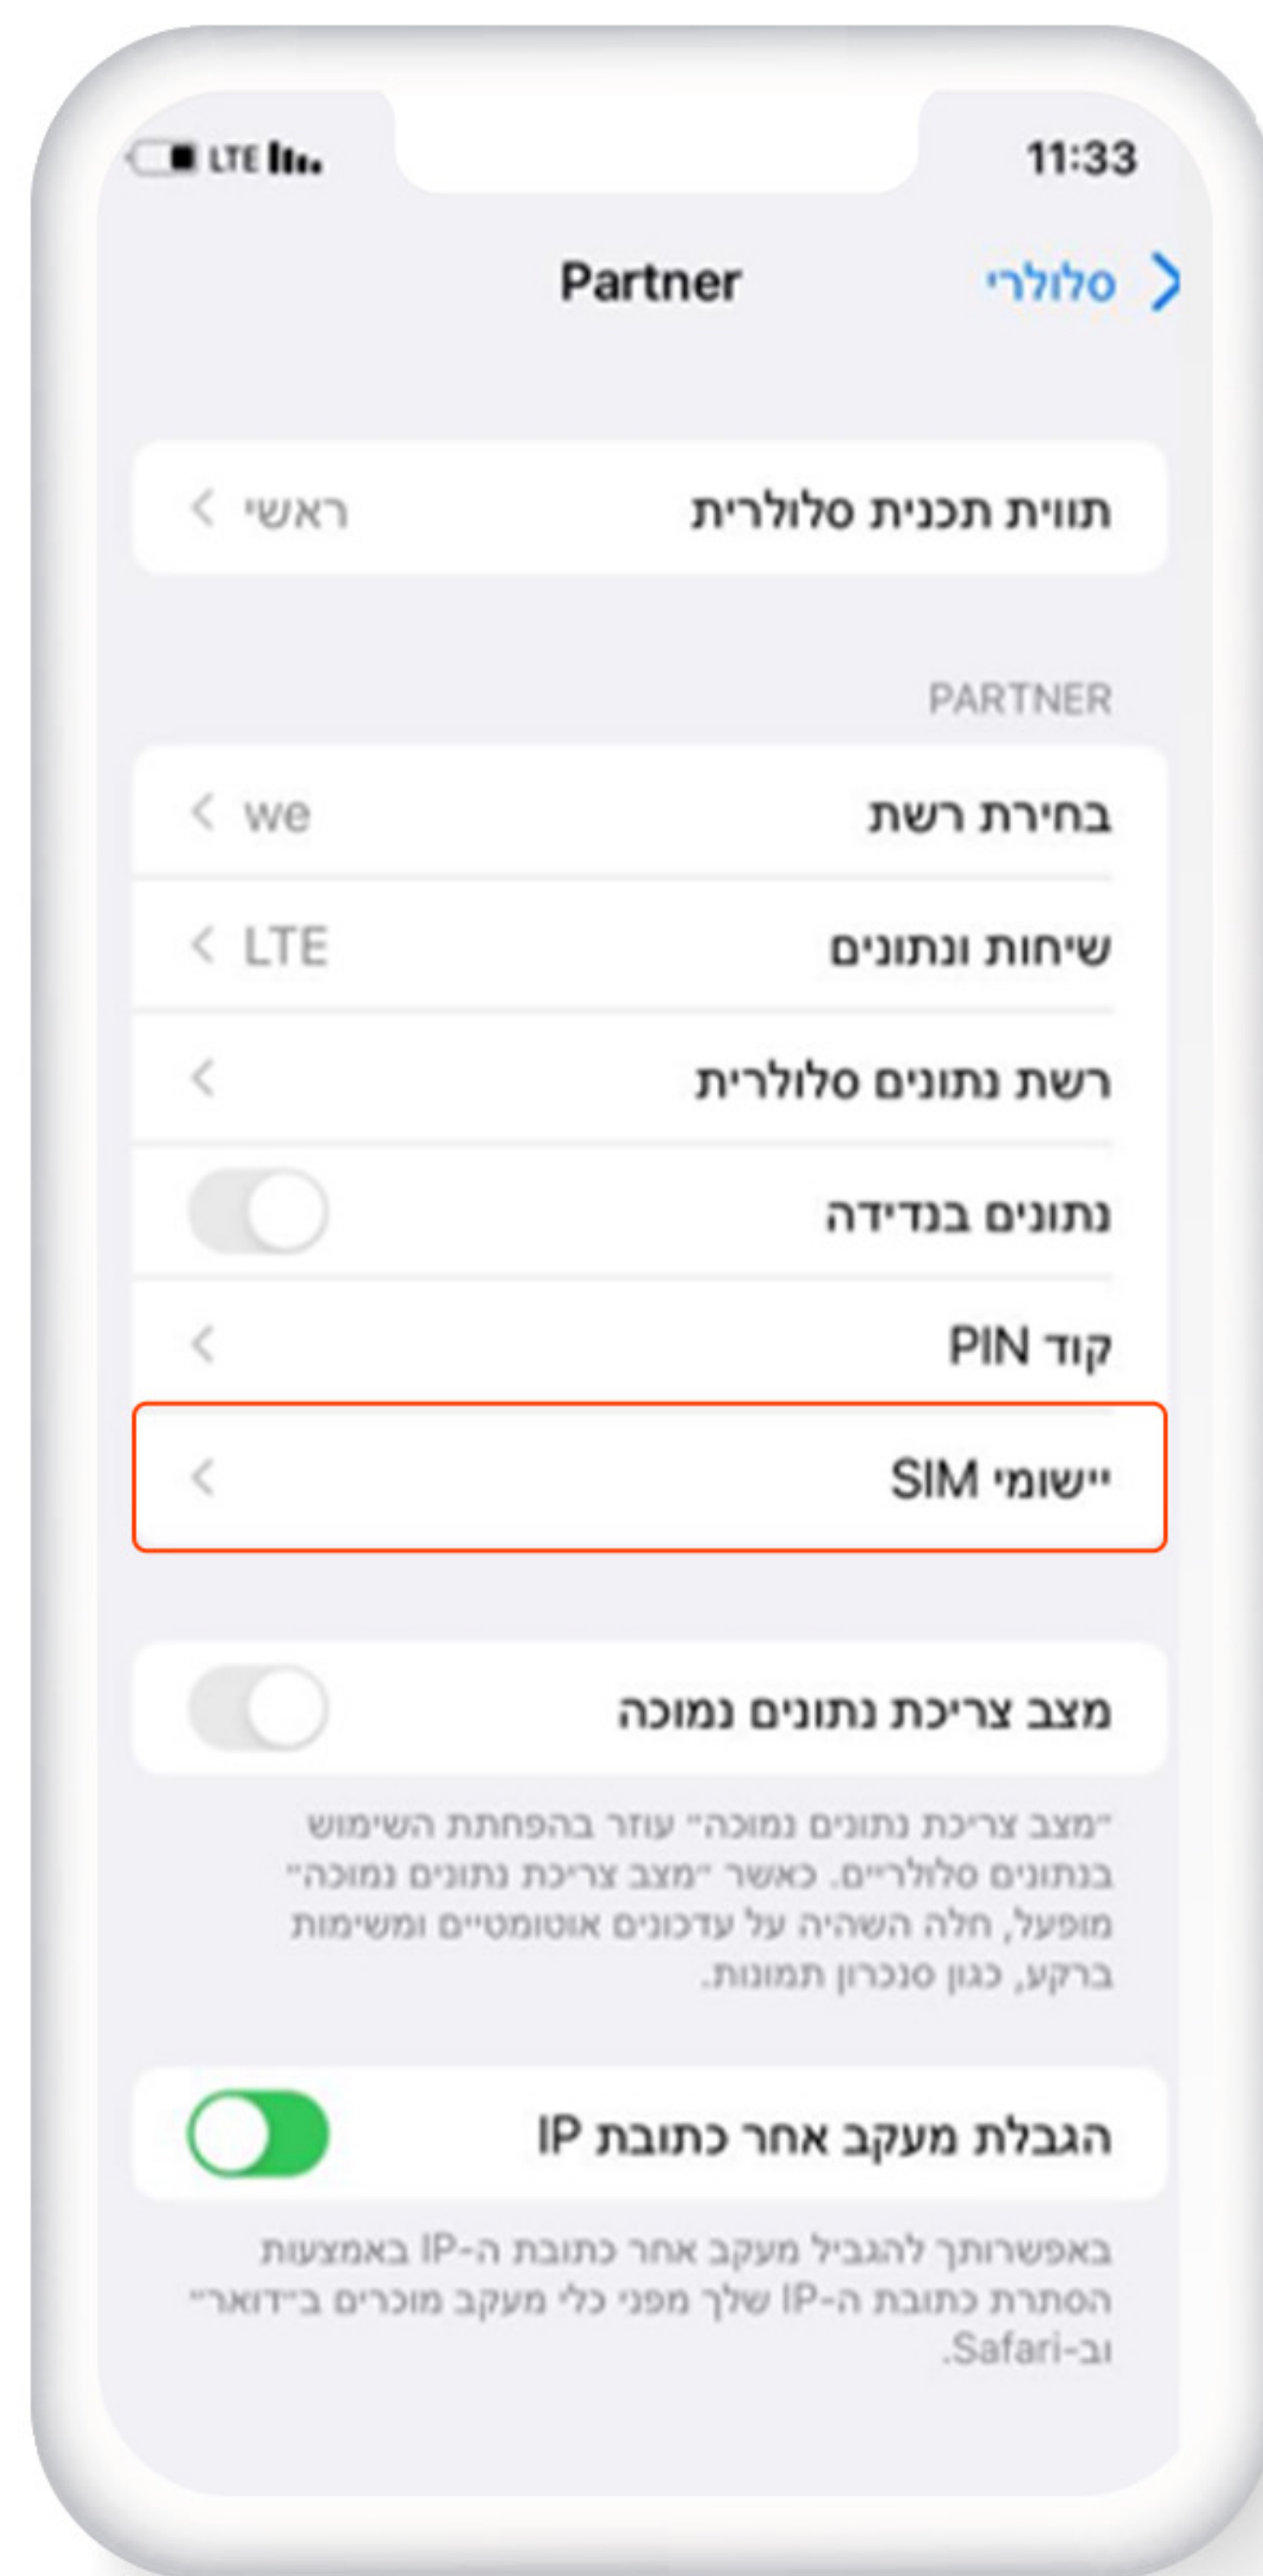 11:33
LTE
סלולרי
Partner
תווית תכנית סלולרית
ראשי
PARTNER
בחירת רשת
we
שיחות ונתונים
LTE
רשת נתונים סלולרית
נתונים בנדידה
קוד PIN
יישומי SIM
מצב צריכת נתונים נמוכה
״מצב צריכת נתונים נמוכה״ עוזר בהפחתת השימוש
בנתונים סלולריים. כאשר ״מצב צריכת נתונים נמוכה״
מופעל, חלה השהיה על עדכונים אוטומטיים ומשימות
ברקע, כגון סנכרון תמונות.
הגבלת מעקב אחר כתובת IP
באפשרותך להגביל מעקב אחר כתובת ה-IP באמצעות
הסתרת כתובת ה-IP שלך מפני כלי מעקב מוכרים ב״דואר״
וב-Safari.